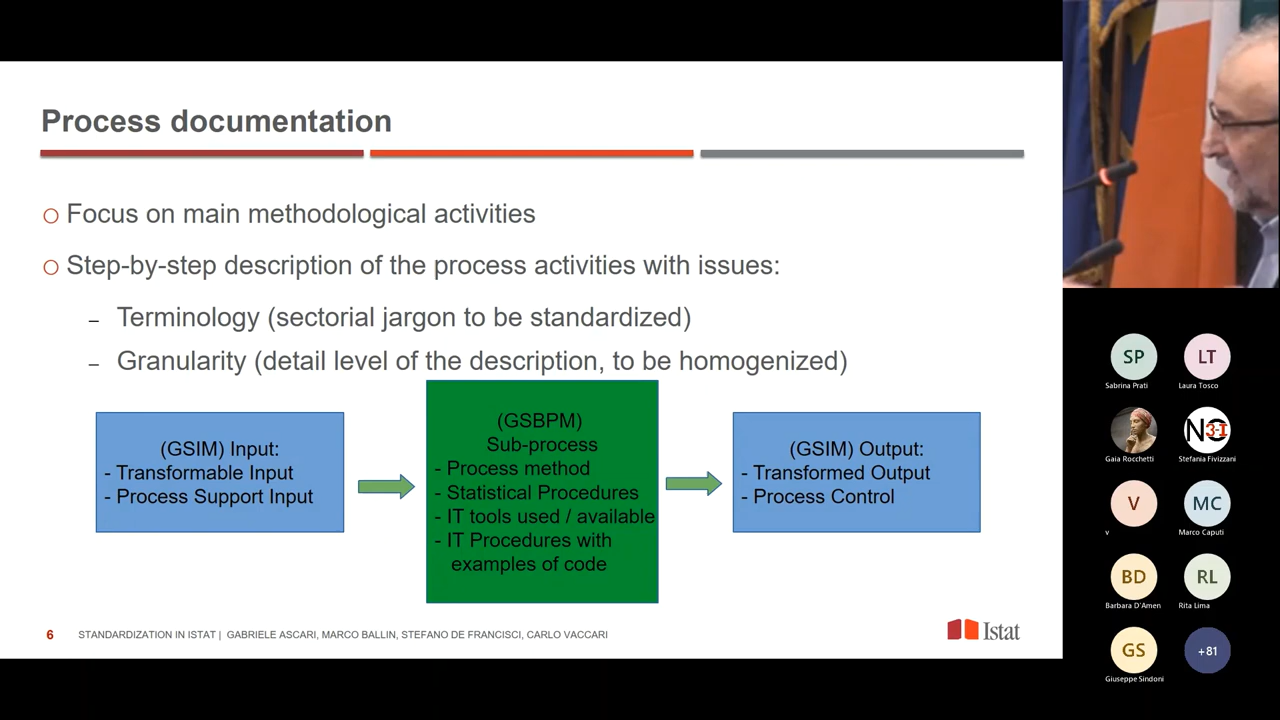 Process documentation
Focus on main methodological activities
Step-by-step description of the process activities with issues:
– Terminology (sectorial jargon to be standardized)
– Granularity (detail level of the description, to be homogenized)
(GSIM) Input:
- Transformable Input
- Process Support Input
(GSBPM)
Sub-process
- Process method
- Statistical Procedures
- IT tools used / available
- IT Procedures with
examples of code
(GSIM) Output:
- Transformed Output
- Process Control
6 STANDARDIZATION IN ISTAT | GABRIELE ASCARI, MARCO BALLIN, STEFANO DE FRANCISCI, CARLO VACCARI
Istat
SP LT
Sabrina Prati Laura Tosco
N3-I
Gaia Rocchetti Stefania Fivizzani
V MC
v Marco Caputi
BD RL
Barbara D'Amen Rita Lima
GS +81
Giuseppe Sindoni